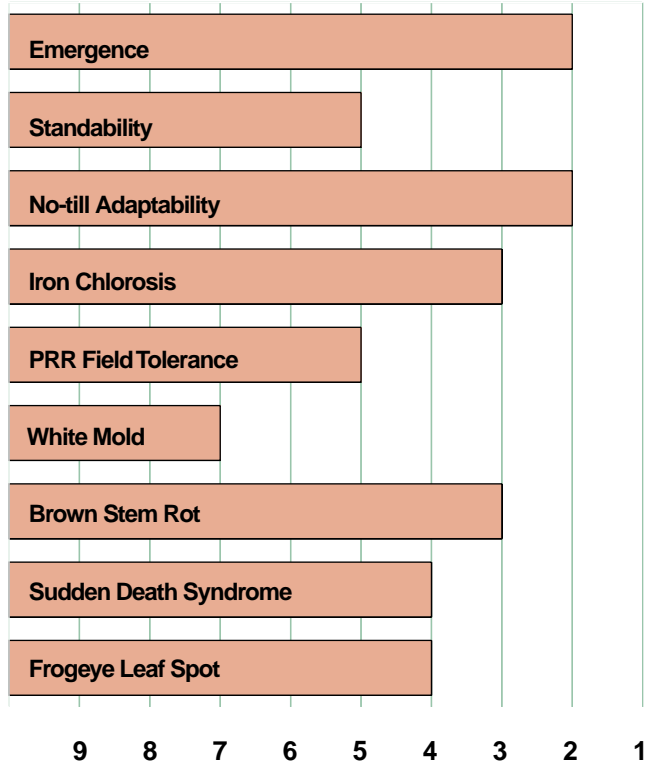 Emergence
Standability
No-till Adaptability
Iron Chlorosis
PRR Field Tolerance
White Mold
Brown Stem Rot
Sudden Death Syndrome
Frogeye Leaf Spot
9 8 7 6 5 4 3 2 1